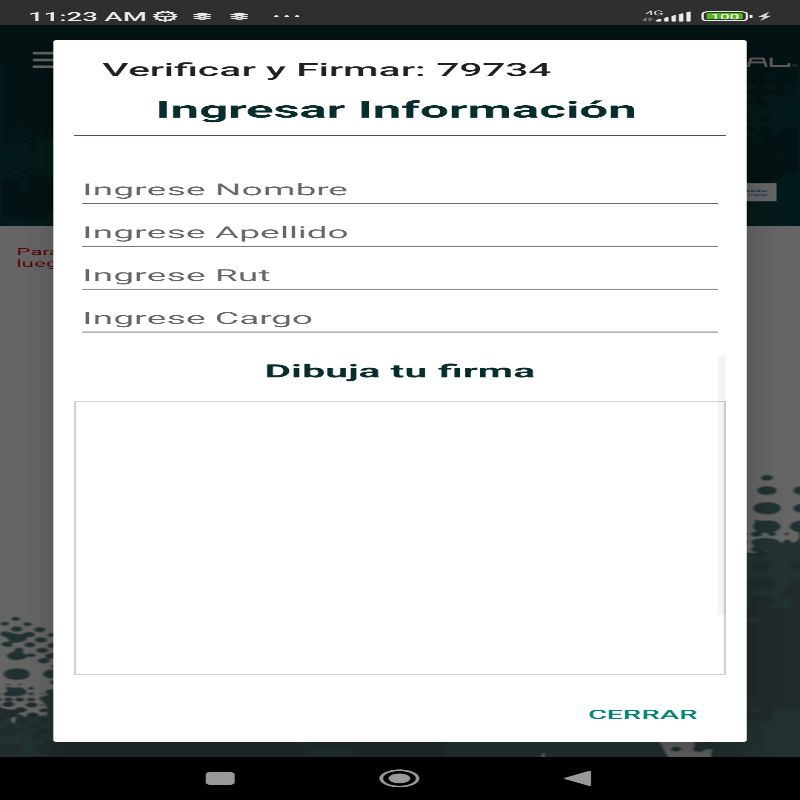 11:23 AM
4G
100
Verificar y Firmar: 79734
AL
Ingresar Información
Ingrese Nombre
Ingrese Apellido
Para
lueg
Ingrese Rut
Ingrese Cargo
Dibuja tu firma
CERRAR